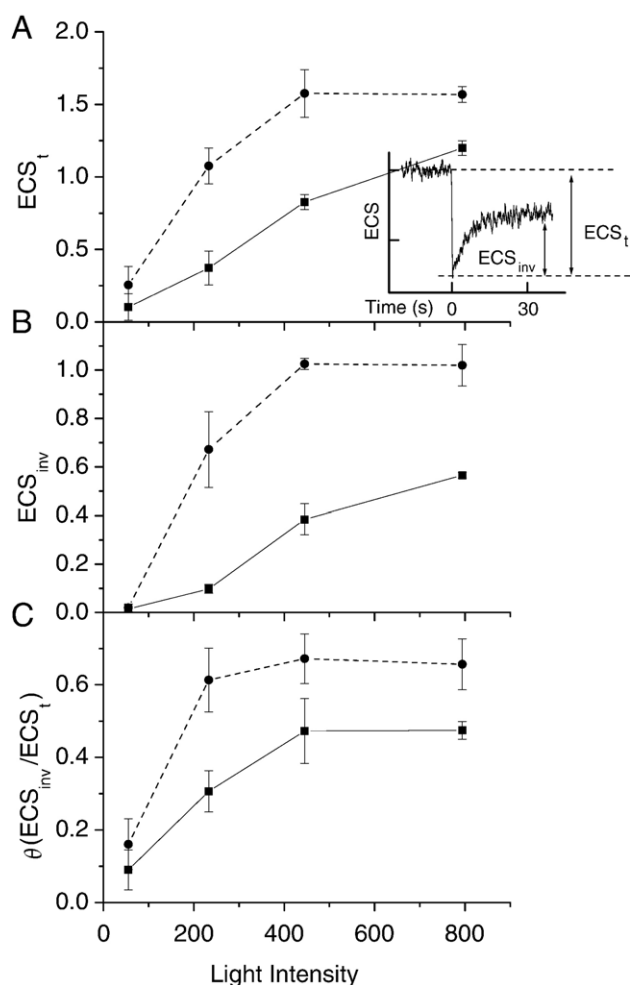 A
2.0
1.5
1.0
0.5
0.0
ECSt
ECS
ECSt
ECSinv
Time (s) 0 30
B
1.0
0.8
0.6
0.4
0.2
0.0
ECSinv
C
0.6
0.4
0.2
0.0
θ(ECSinv/ECSt)
0 200 400 600 800
Light Intensity